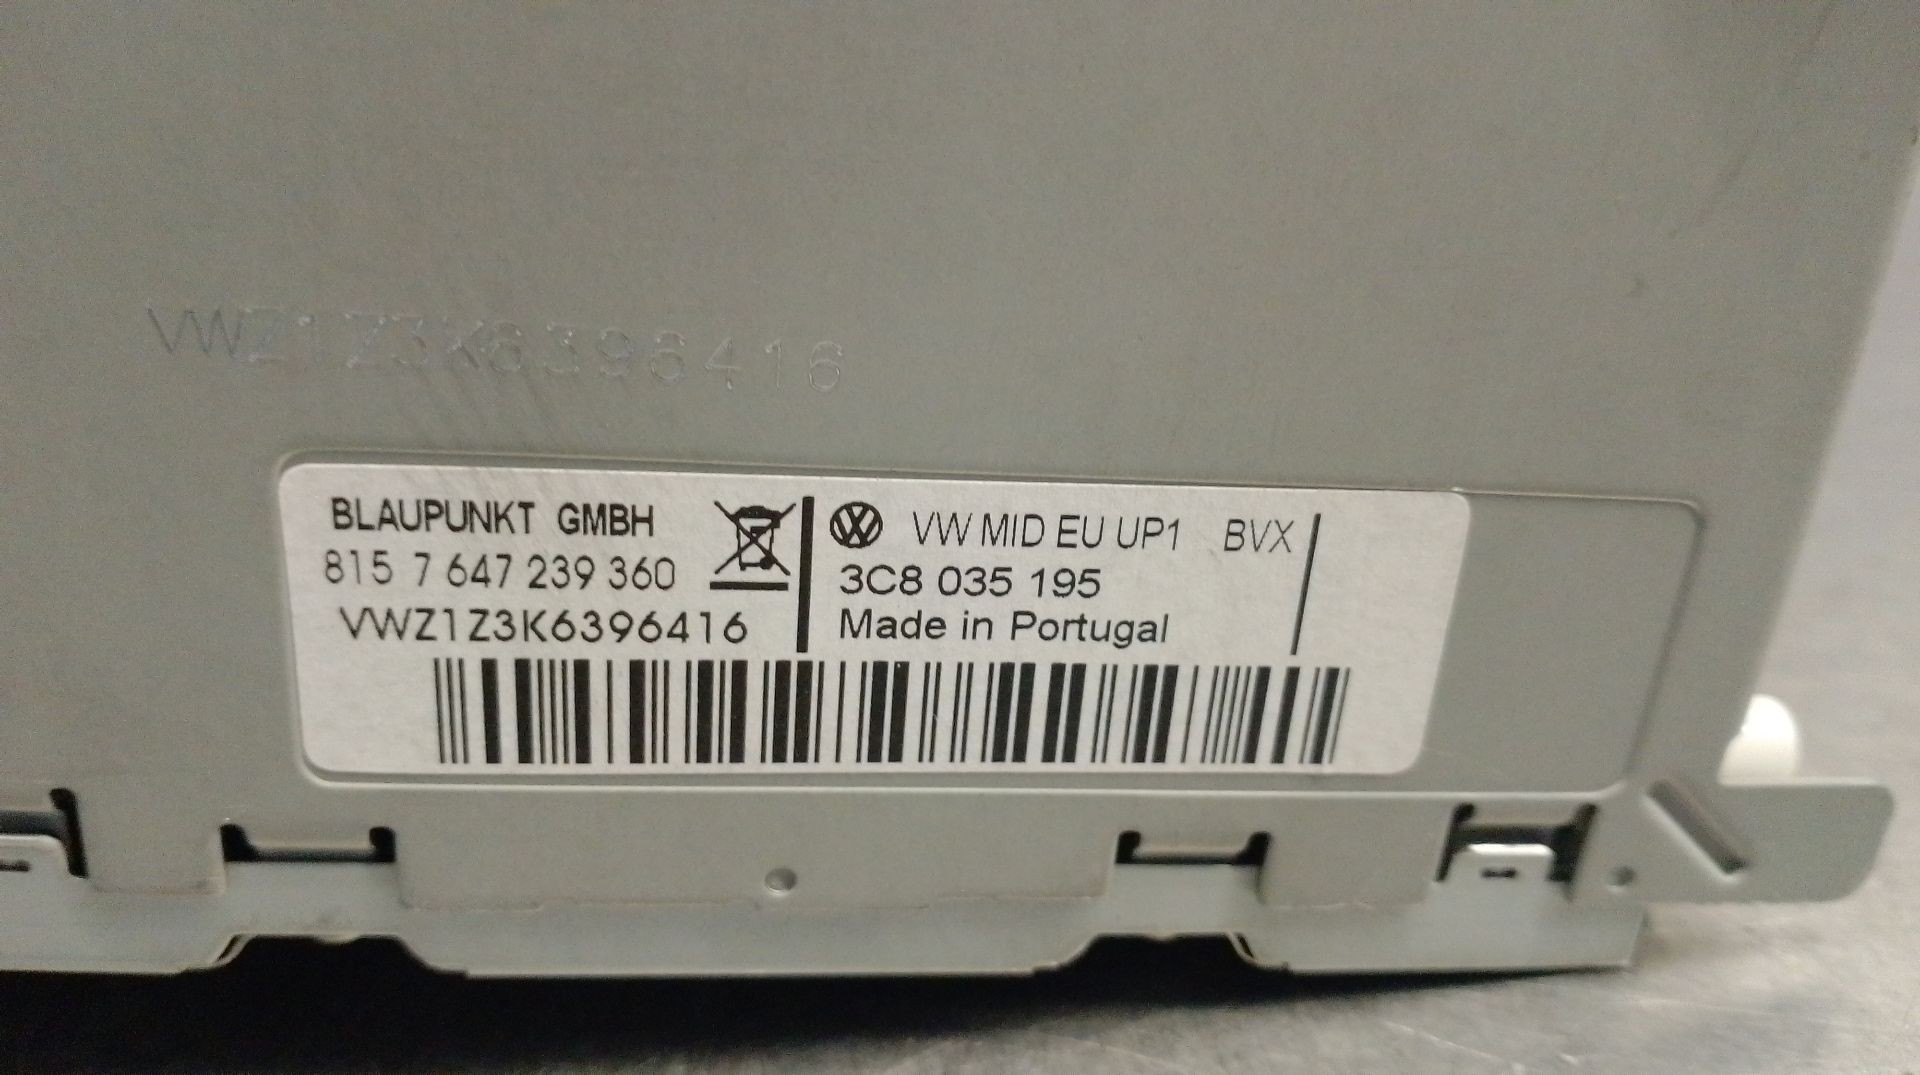 VWZ1Z3K6396416
BLAUPUNKT GMBH
815 7 647 239 360
VWZ1Z3K6396416
VW MID EU UP1 BVX
3C8 035 195
Made in Portugal